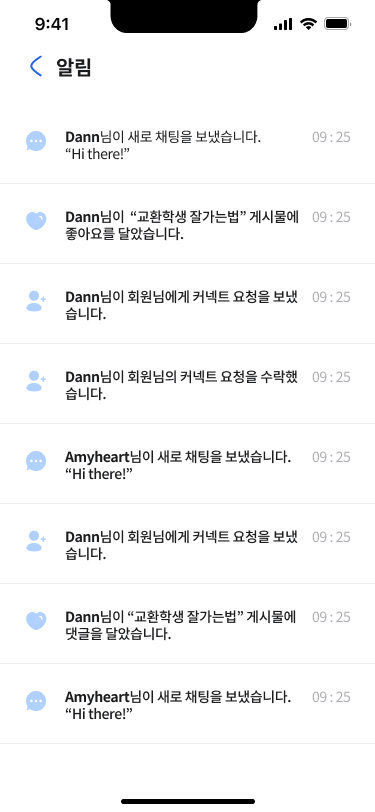 9:41
알림
Dann님이 새로 채팅을 보냈습니다. 09 : 25
“Hi there!”
Dann님이 “교환학생 잘가는법” 게시물에 09 : 25
좋아요를 달았습니다.
Dann님이 회원님에게 커넥트 요청을 보냈 09 : 25
습니다.
Dann님이 회원님의 커넥트 요청을 수락했 09 : 25
습니다.
Amyheart님이 새로 채팅을 보냈습니다. 09 : 25
“Hi there!”
Dann님이 회원님에게 커넥트 요청을 보냈 09 : 25
습니다.
Dann님이 “교환학생 잘가는법” 게시물에 09 : 25
댓글을 달았습니다.
Amyheart님이 새로 채팅을 보냈습니다. 09 : 25
“Hi there!”